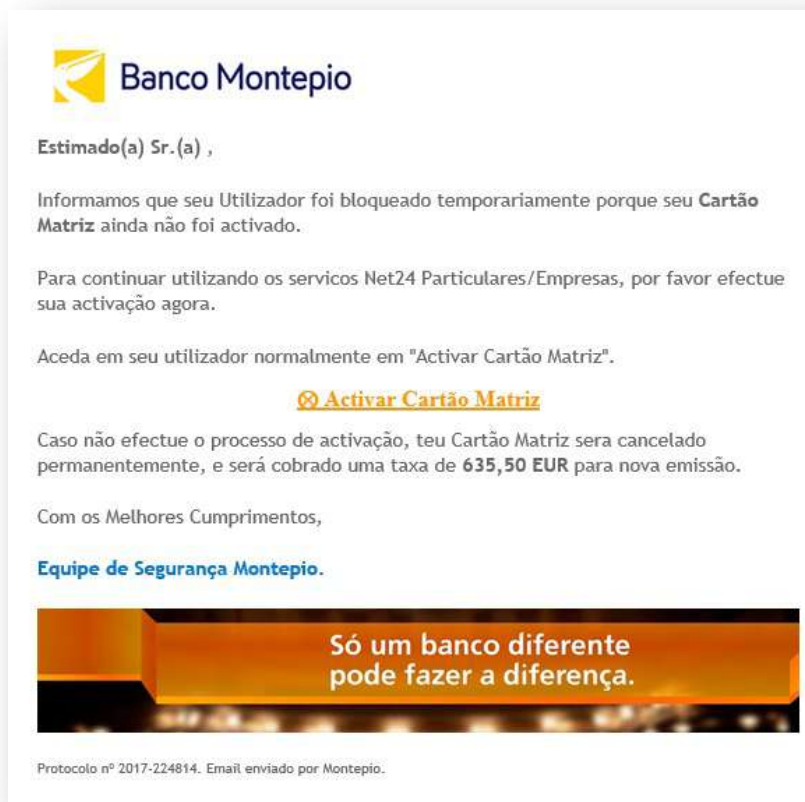 Banco Montepio
Estimado(a) Sr.(a) ,
Informamos que seu Utilizador foi bloqueado temporariamente porque seu Cartão
Matriz ainda não foi activado.
Para continuar utilizando os servicos Net24 Particulares/Empresas, por favor efectue
sua activação agora.
Aceda em seu utilizador normalmente em "Activar Cartão Matriz".
⊗ Activar Cartão Matriz
Caso não efectue o processo de activação, teu Cartão Matriz sera cancelado
permanentemente, e será cobrado uma taxa de 635,50 EUR para nova emissão.
Com os Melhores Cumprimentos,
Equipe de Segurança Montepio.
Só um banco diferente
pode fazer a diferença.
Protocolo nº 2017-224814. Email enviado por Montepio.